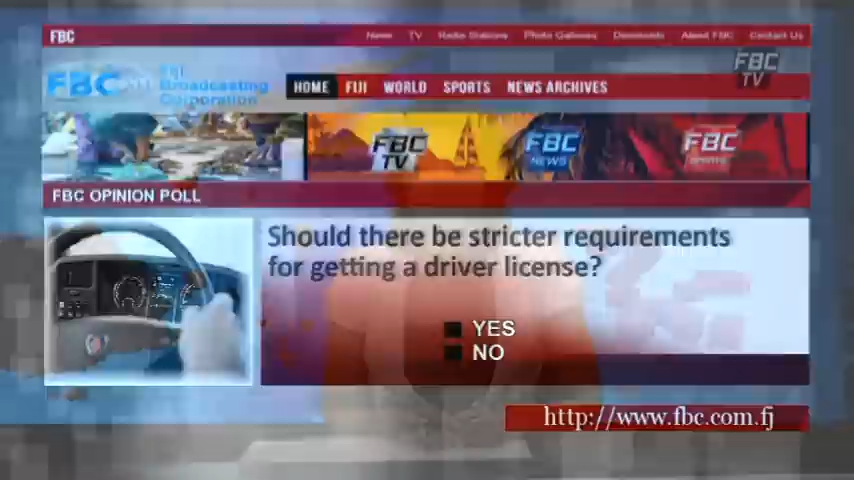 FBC
News TV Radio Stations Photo Galleries Downloads About FBC Contact Us
FBC TV
FBC
Fiji Broadcasting Corporation
HOME FIJI WORLD SPORTS NEWS ARCHIVES
FBC TV
FBC NEWS
FBC SPORTS
FBC OPINION POLL
Should there be stricter requirements
for getting a driver license?
YES
NO
http://www.fbc.com.fj